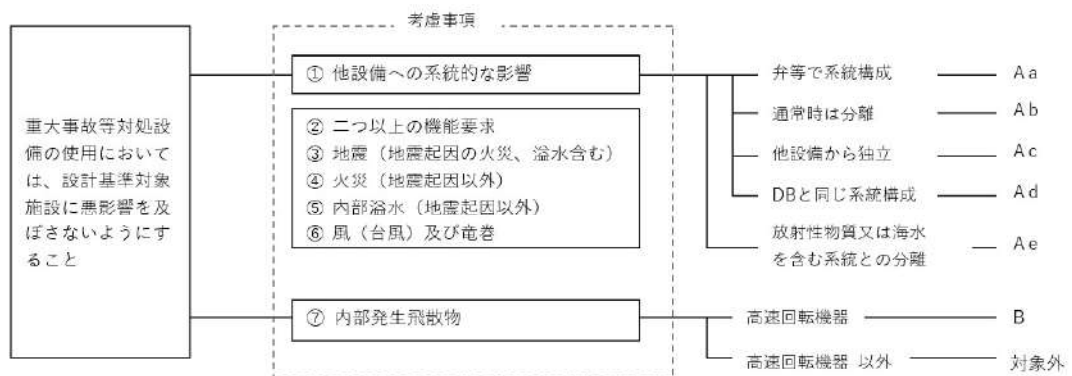 考慮事項
重大事故等対処設
備の使用において
は、設計基準対象
施設に悪影響を及
ぼさないようにす
ること
① 他設備への系統的な影響
② 二つ以上の機能要求
③ 地震(地震起因の火災、溢水含む)
④ 火災(地震起因以外)
⑤ 内部溢水(地震起因以外)
⑥ 風(台風)及び竜巻
⑦ 内部発生飛散物
弁等で系統構成 Aa
通常時は分離 Ab
他設備から独立 Ac
DBと同じ系統構成 Ad
放射性物質又は海水
を含む系統との分離 Ae
高速回転機器 B
高速回転機器 以外 対象外